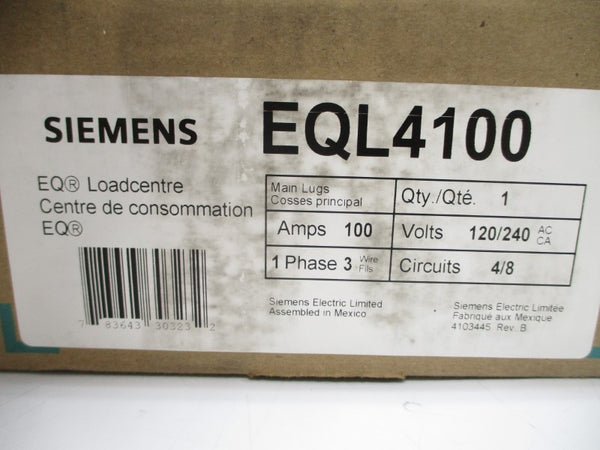 SIEMENS
EQL4100
EQ® Loadcentre
Centre de consommation
EQ®
Main Lugs
Cosses principal
Qty./Qté. 1
Amps 100
Volts 120/240 AC CA
1 Phase 3 Wire Fils
Circuits 4/8
7 83643 30323 2
Siemens Electric Limited
Assembled in Mexico
Siemens Electric Limitée
Fabriqué aux Mexique
4103445 Rev. B